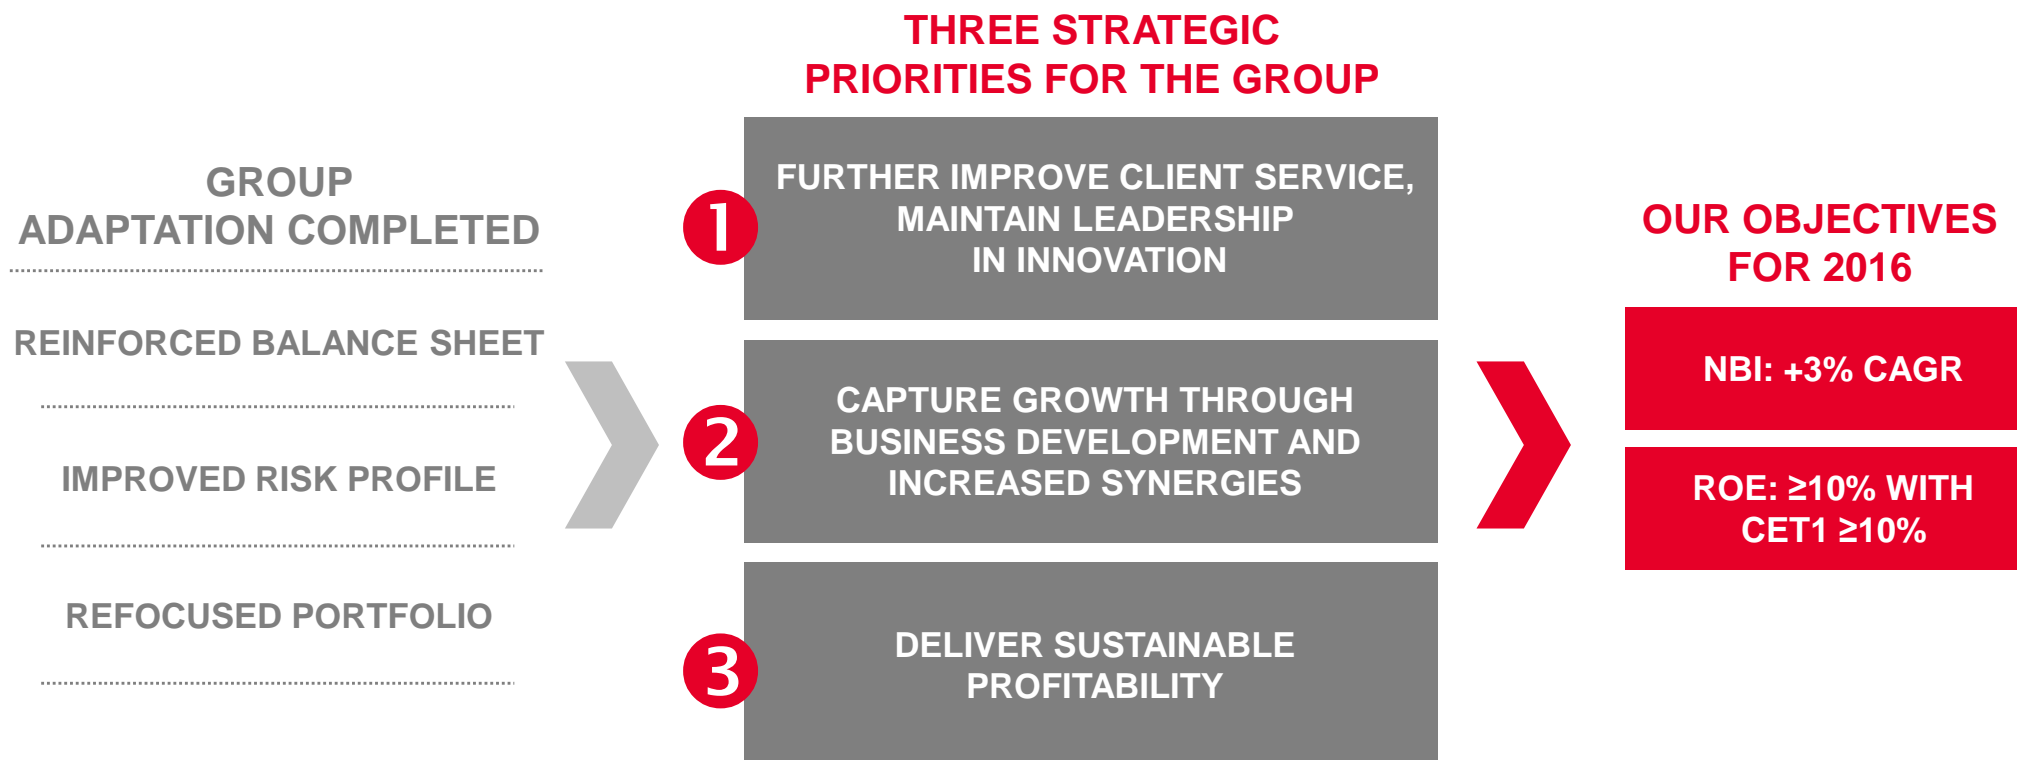 GROUP
ADAPTATION COMPLETED
REINFORCED BALANCE SHEET
IMPROVED RISK PROFILE
REFOCUSED PORTFOLIO
THREE STRATEGIC
PRIORITIES FOR THE GROUP
1
FURTHER IMPROVE CLIENT SERVICE,
MAINTAIN LEADERSHIP
IN INNOVATION
2
CAPTURE GROWTH THROUGH
BUSINESS DEVELOPMENT AND
INCREASED SYNERGIES
3
DELIVER SUSTAINABLE
PROFITABILITY
OUR OBJECTIVES
FOR 2016
NBI: +3% CAGR
ROE: ≥10% WITH
CET1 ≥10%